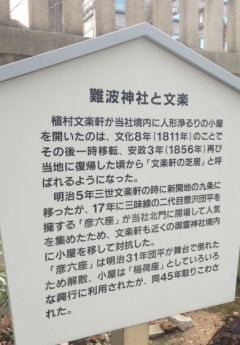 難波神社と文楽
植村文楽軒が当社境内に人形浄るりの小屋
を開いたのは、文化8年(1811年)のことで
その後一時移転、安政3年(1856年)再び
当地に復帰した頃から「文楽軒の芝居」と呼
ばれるようになった。
明治5年三世文楽軒の時に新開地の九条に
移ったが、17年に三味線の二代目豊沢団平を
擁する「彦六座」が当社北門に開場して人気
を集めたため、文楽軒も近くの御霊神社境内
に小屋を移して対抗した。
「彦六座」は明治31年団平が舞台で倒れた
ため解散、小屋は「稲荷座」としていろいろ
な興行に利用されたが、同45年取りこわさ
れた。